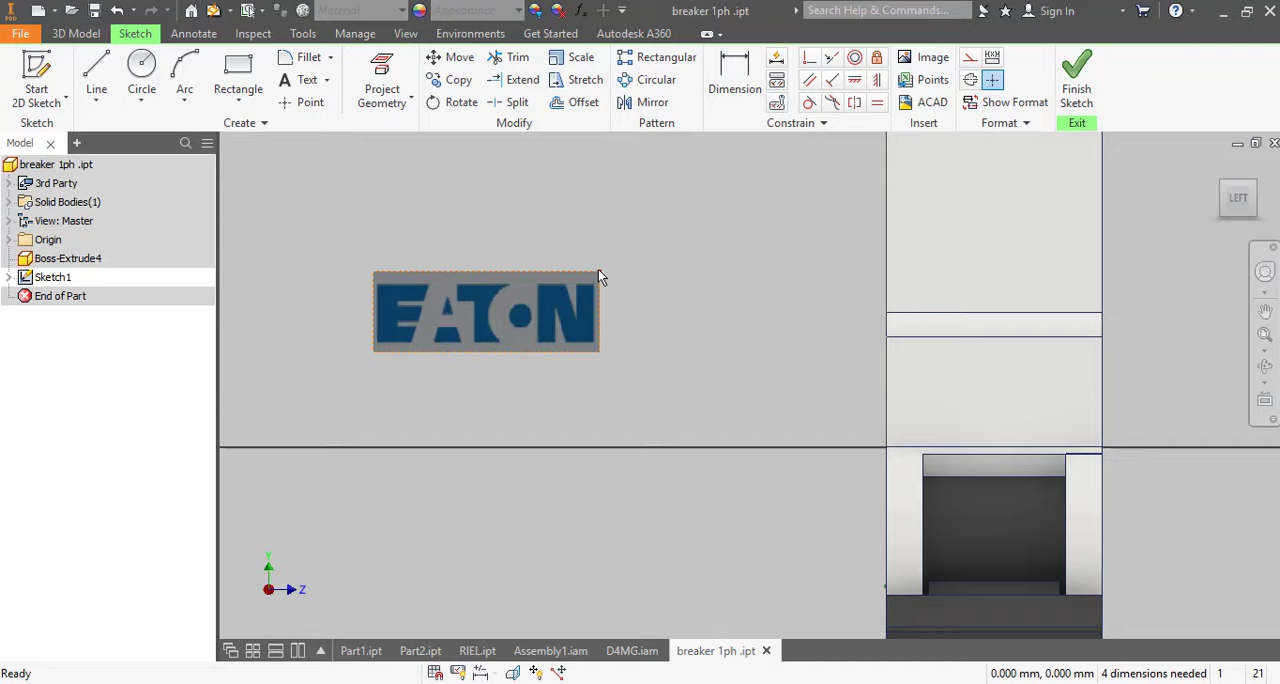 PRO
Material
Appearance
breaker 1ph .ipt
Search Help & Commands...
Sign In
File
3D Model
Sketch
Annotate
Inspect
Tools
Manage
View
Environments
Get Started
Autodesk A360
Start
2D Sketch
Line
Circle
Arc
Rectangle
Fillet
Text
Point
Project
Geometry
Move
Trim
Scale
Copy
Extend
Stretch
Rotate
Split
Offset
Rectangular
Circular
Mirror
Dimension
Image
Points
ACAD
Show Format
Finish
Sketch
Sketch
Create
Modify
Pattern
Constrain
Insert
Format
Exit
Model
breaker 1ph .ipt
3rd Party
Solid Bodies(1)
View: Master
Origin
Boss-Extrude4
Sketch1
End of Part
EATON
LEFT
Y
Z
Part1.ipt
Part2.ipt
RIEL.ipt
Assembly1.iam
D4MG.iam
breaker 1ph .ipt
Ready
0.000 mm, 0.000 mm
4 dimensions needed
1
21